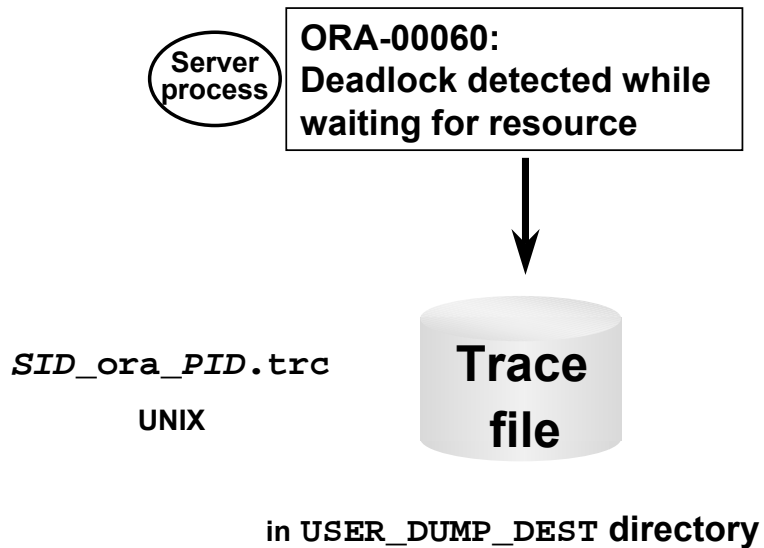 Server
process
ORA-00060:
Deadlock detected while
waiting for resource
SID_ora_PID.trc
UNIX
Trace
file
in USER_DUMP_DEST directory